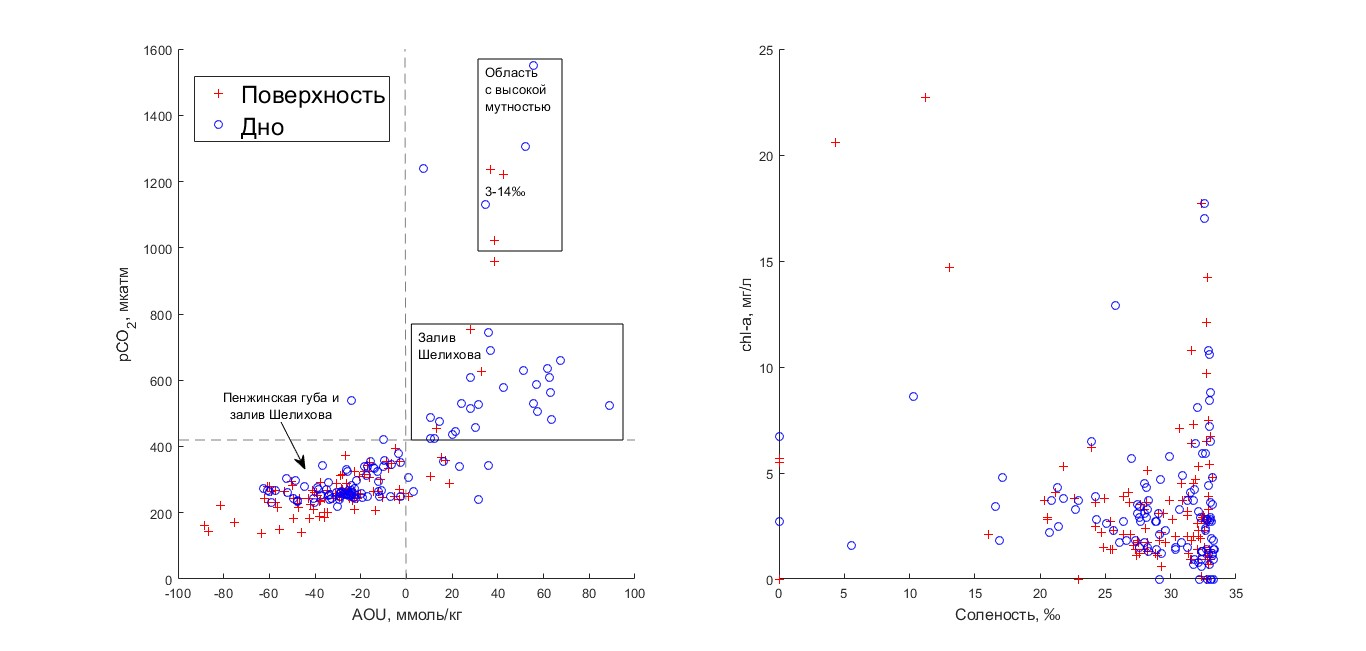 1600
1400
1200
1000
800
600
400
200
0
Поверхность
Дно
Область
с высокой
мутностью
3-14‰
Залив
Шелихова
Пенжинская губа и
залив Шелихова
-100 -80 -60 -40 -20 0 20 40 60 80 100
AOU, ммоль/кг
pCO2, мкатм
25
20
15
10
5
0
0 5 10 15 20 25 30 35
Соленость, ‰
chl-a, мг/л